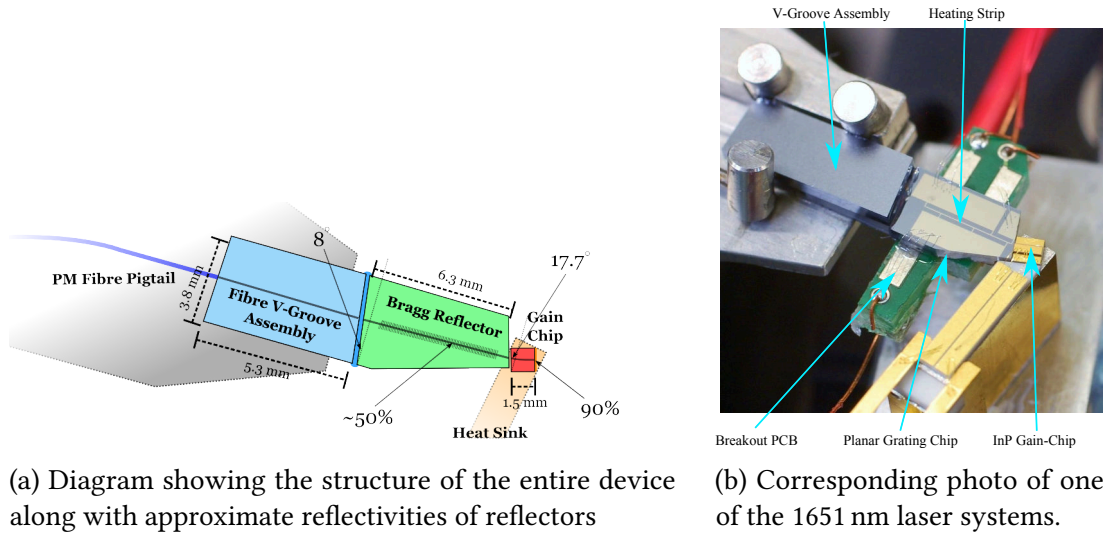 V-Groove Assembly
Heating Strip
8°
17.7°
6.3 mm
PM Fibre Pigtail
3.8 mm
Fibre V-Groove
Assembly
Bragg Reflector
Gain
Chip
5.3 mm
~50%
1.5 mm
90%
Heat Sink
Breakout PCB
Planar Grating Chip
InP Gain-Chip
(a) Diagram showing the structure of the entire device
along with approximate reflectivities of reflectors
(b) Corresponding photo of one
of the 1651 nm laser systems.